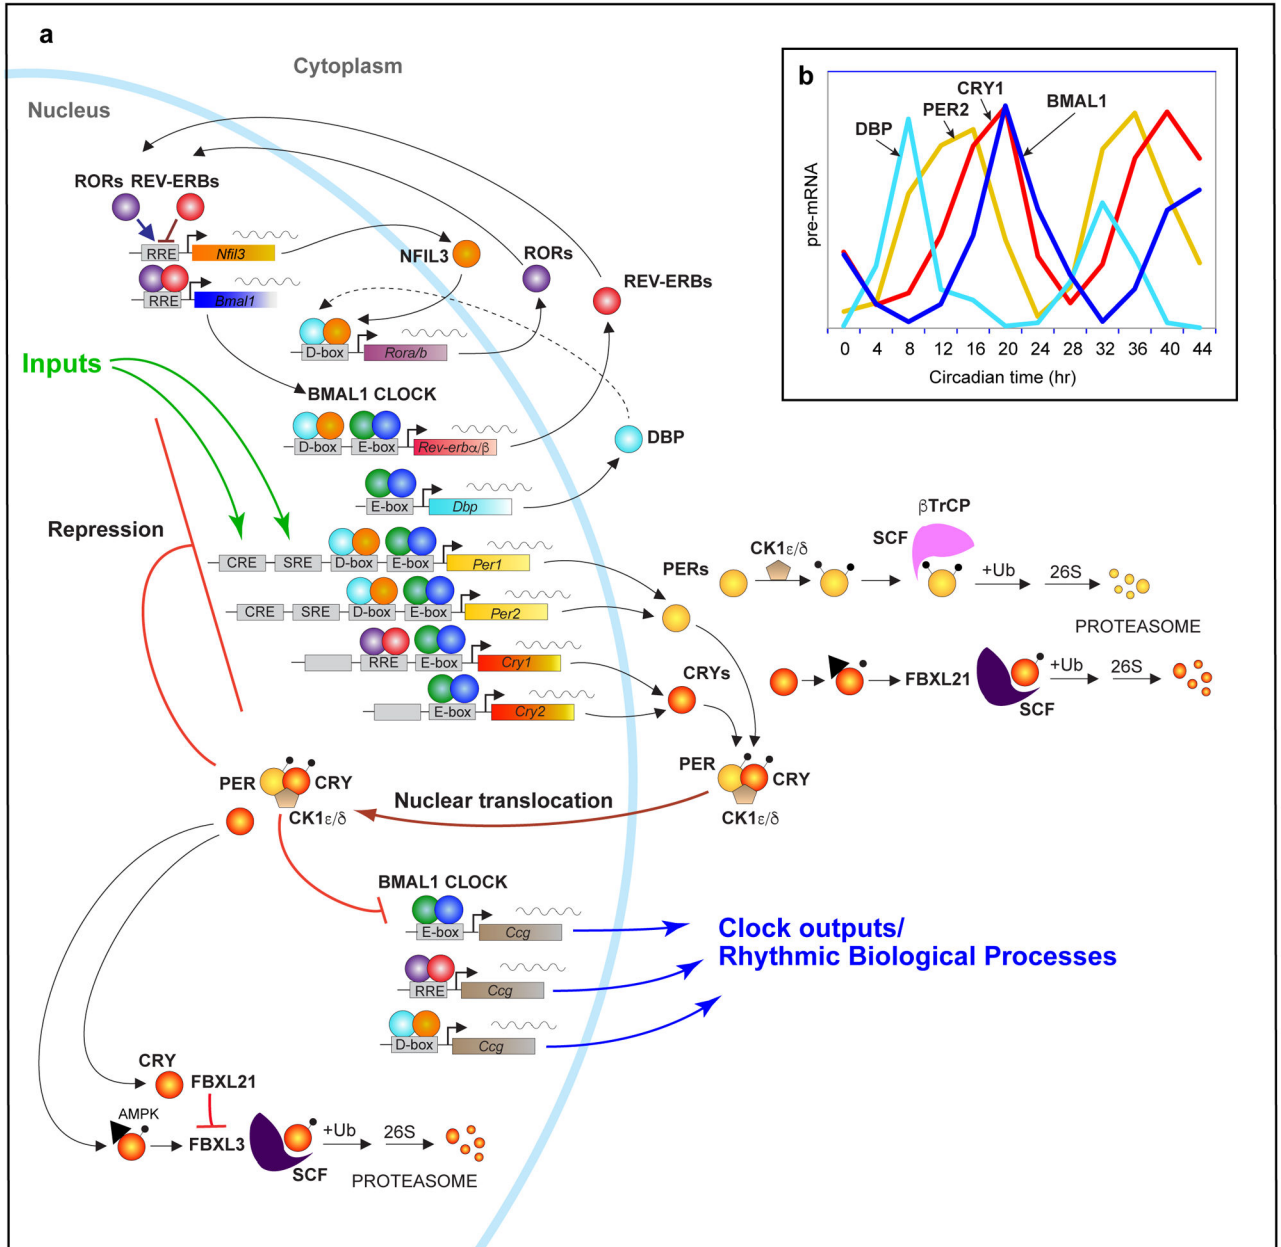 a
Cytoplasm
Nucleus
RORs REV-ERBs
RRE
Nfil3
RRE
Bmal1
NFIL3
RORs
REV-ERBs
D-box
Rora/b
Inputs
BMAL1 CLOCK
D-box
E-box
Rev-erbα/β
DBP
E-box
Dbp
Repression
CRE
SRE
D-box
E-box
Per1
CRE
SRE
D-box
E-box
Per2
RRE
E-box
Cry1
E-box
Cry2
PERs
CRYs
CK1ε/δ
SCF
βTrCP
+Ub
26S
PROTEASOME
FBXL21
SCF
+Ub
26S
PER
CRY
CK1ε/δ
Nuclear translocation
PER
CRY
CK1ε/δ
BMAL1 CLOCK
E-box
Ccg
RRE
Ccg
D-box
Ccg
Clock outputs/
Rhythmic Biological Processes
CRY
FBXL21
AMPK
FBXL3
SCF
+Ub
26S
PROTEASOME
b
DBP
PER2
CRY1
BMAL1
pre-mRNA
0 4 8 12 16 20 24 28 32 36 40 44
Circadian time (hr)